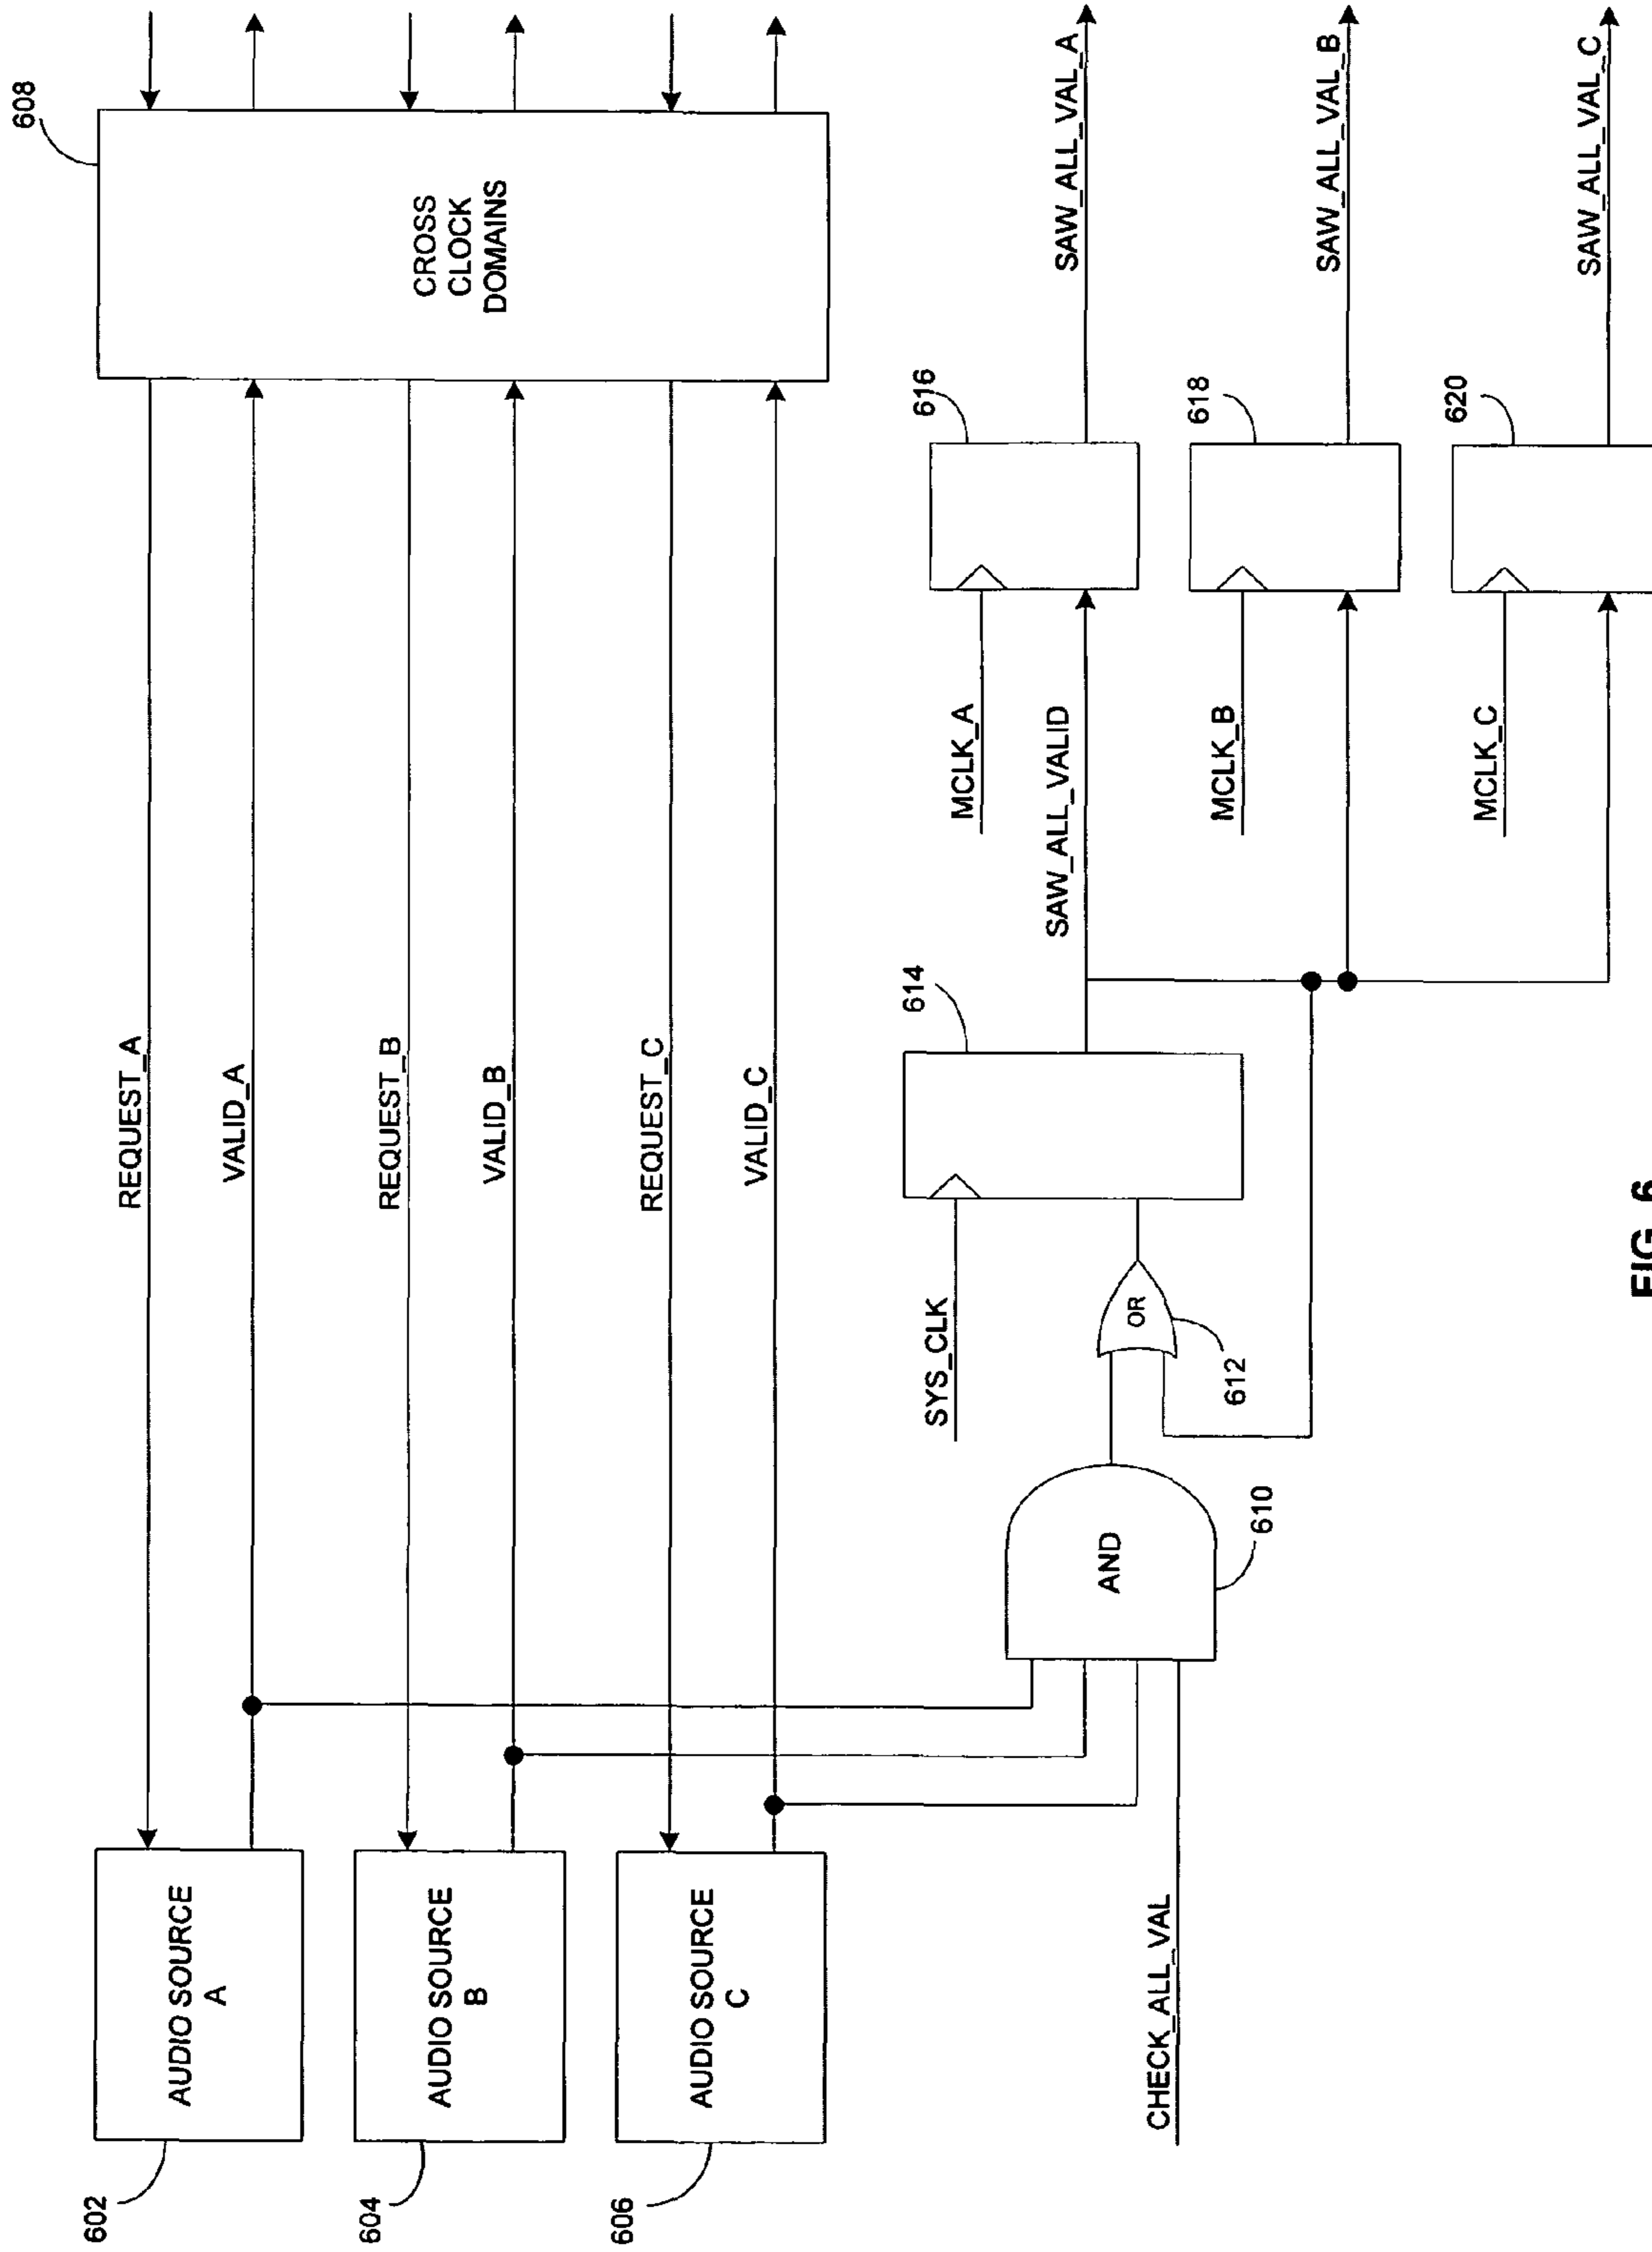 608
CROSS
CLOCK
DOMAINS
REQUEST_A
VALID_A
REQUEST_B
VALID_B
REQUEST_C
VALID_C
602
AUDIO SOURCE
A
604
AUDIO SOURCE
B
606
AUDIO SOURCE
C
CHECK_ALL_VAL
AND
610
OR
612
SYS_CLK
614
SAW_ALL_VALID
MCLK_A
616
SAW_ALL_VAL_A
MCLK_B
618
SAW_ALL_VAL_B
MCLK_C
620
SAW_ALL_VAL_C
FIG. 6